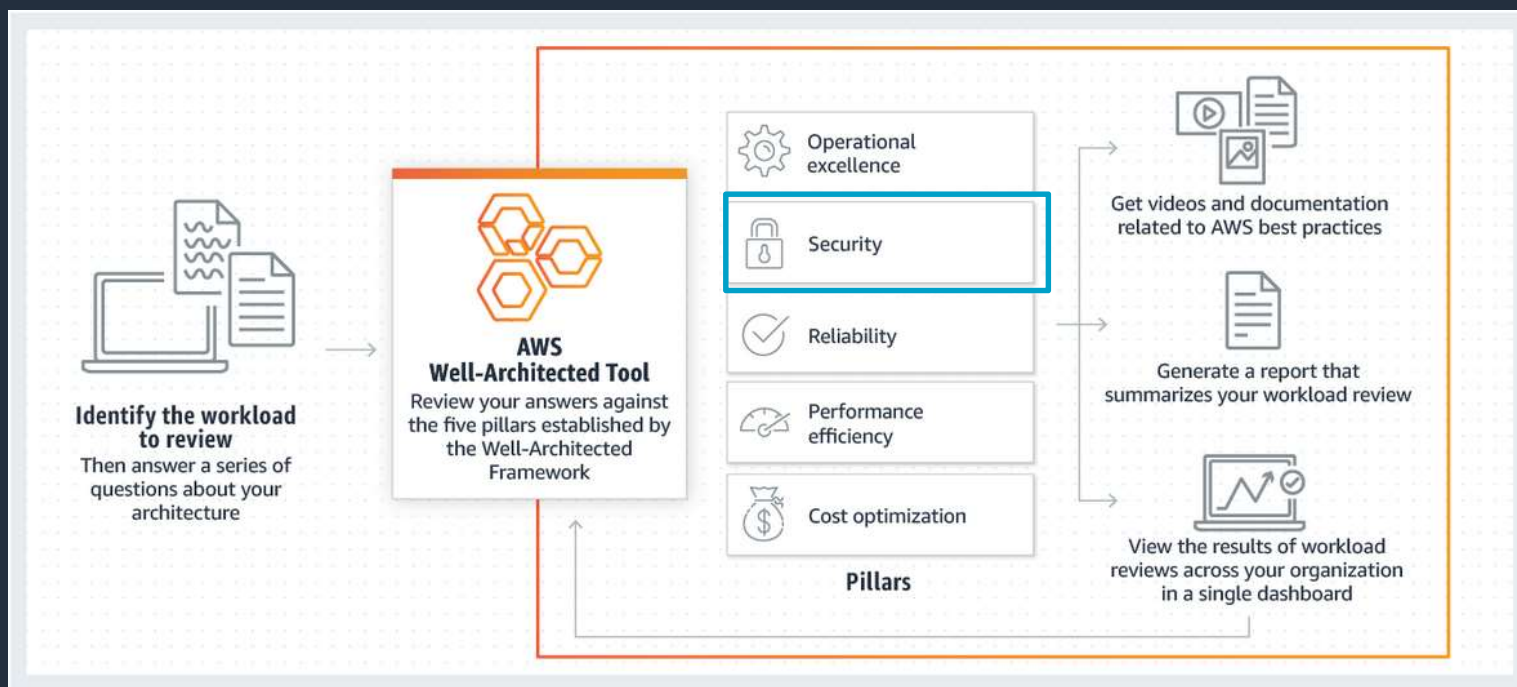 Identify the workload
to review
Then answer a series of
questions about your
architecture
AWS
Well-Architected Tool
Review your answers against
the five pillars established by
the Well-Architected
Framework
Operational
excellence
Security
Reliability
Performance
efficiency
Cost optimization
Pillars
Get videos and documentation
related to AWS best practices
Generate a report that
summarizes your workload review
View the results of workload
reviews across your organization
in a single dashboard